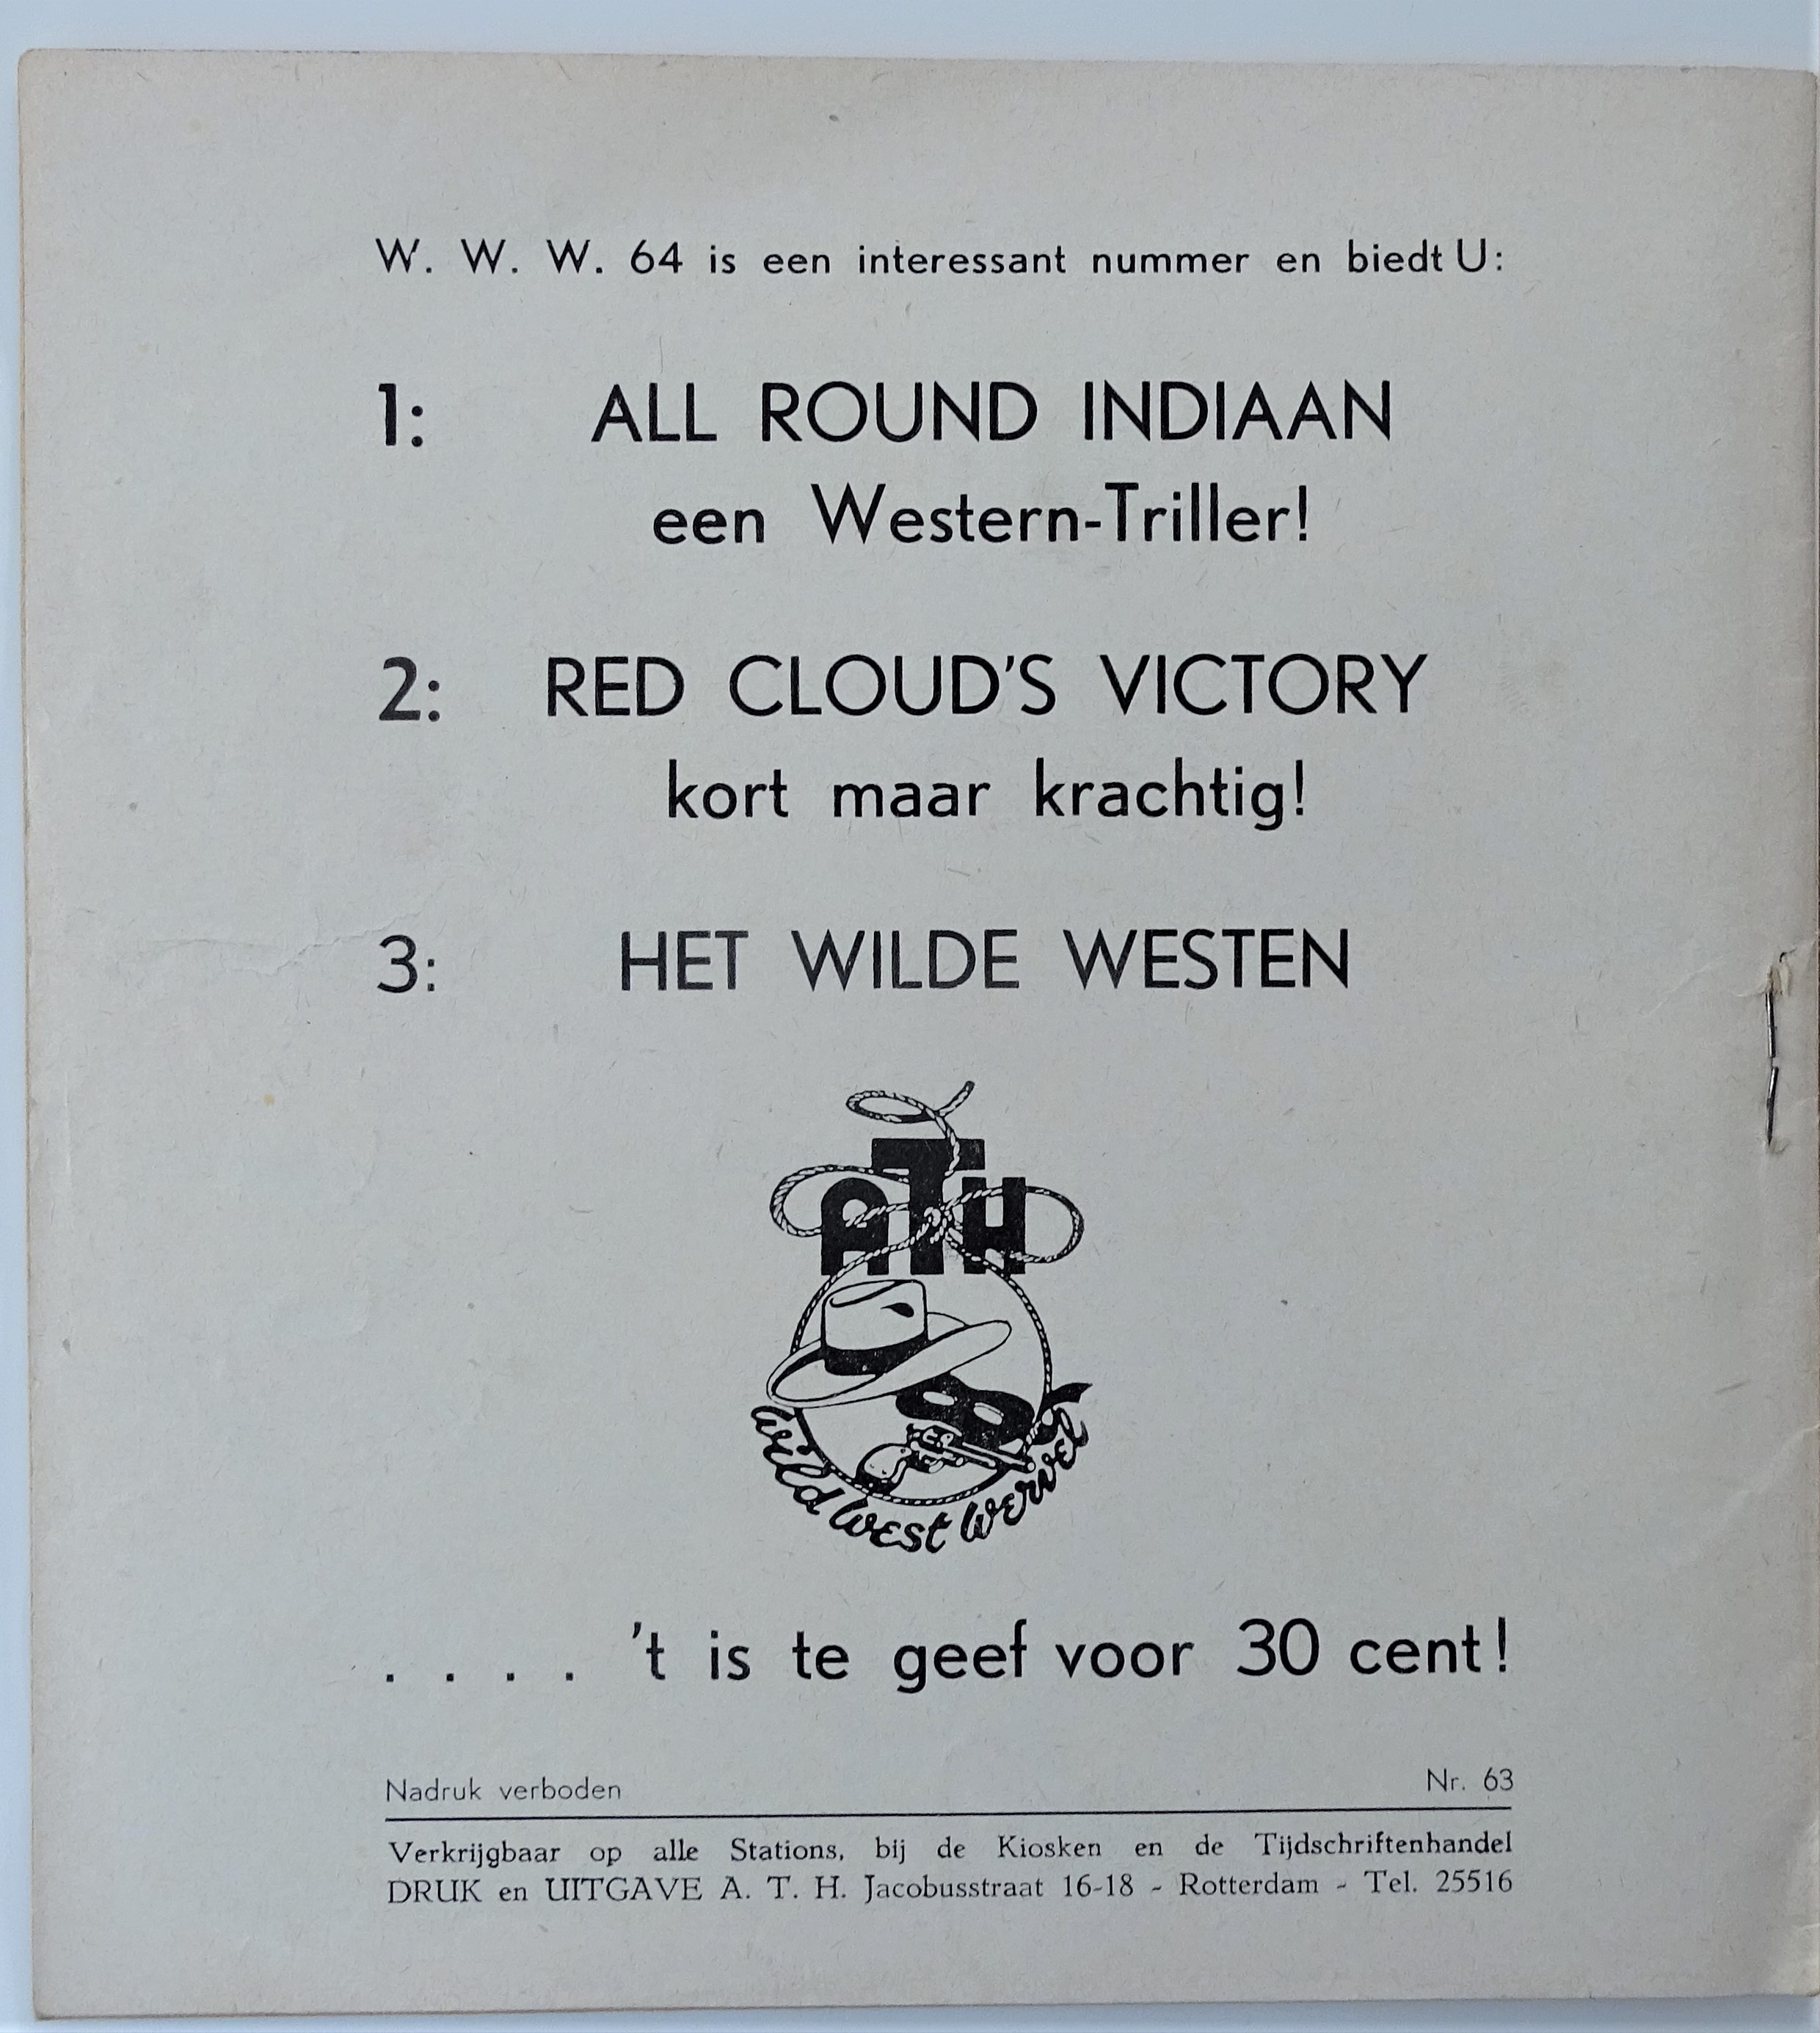 W. W. W. 64 is een interessant nummer en biedt U:
1: ALL ROUND INDIAAN
een Western-Triller!
2: RED CLOUD'S VICTORY
kort maar krachtig!
3: HET WILDE WESTEN
ATH
Wild West Wervel
. . . . 't is te geef voor 30 cent!
Nadruk verboden Nr. 63
Verkrijgbaar op alle Stations, bij de Kiosken en de Tijdschriftenhandel
DRUK en UITGAVE A. T. H. Jacobusstraat 16-18 - Rotterdam - Tel. 25516